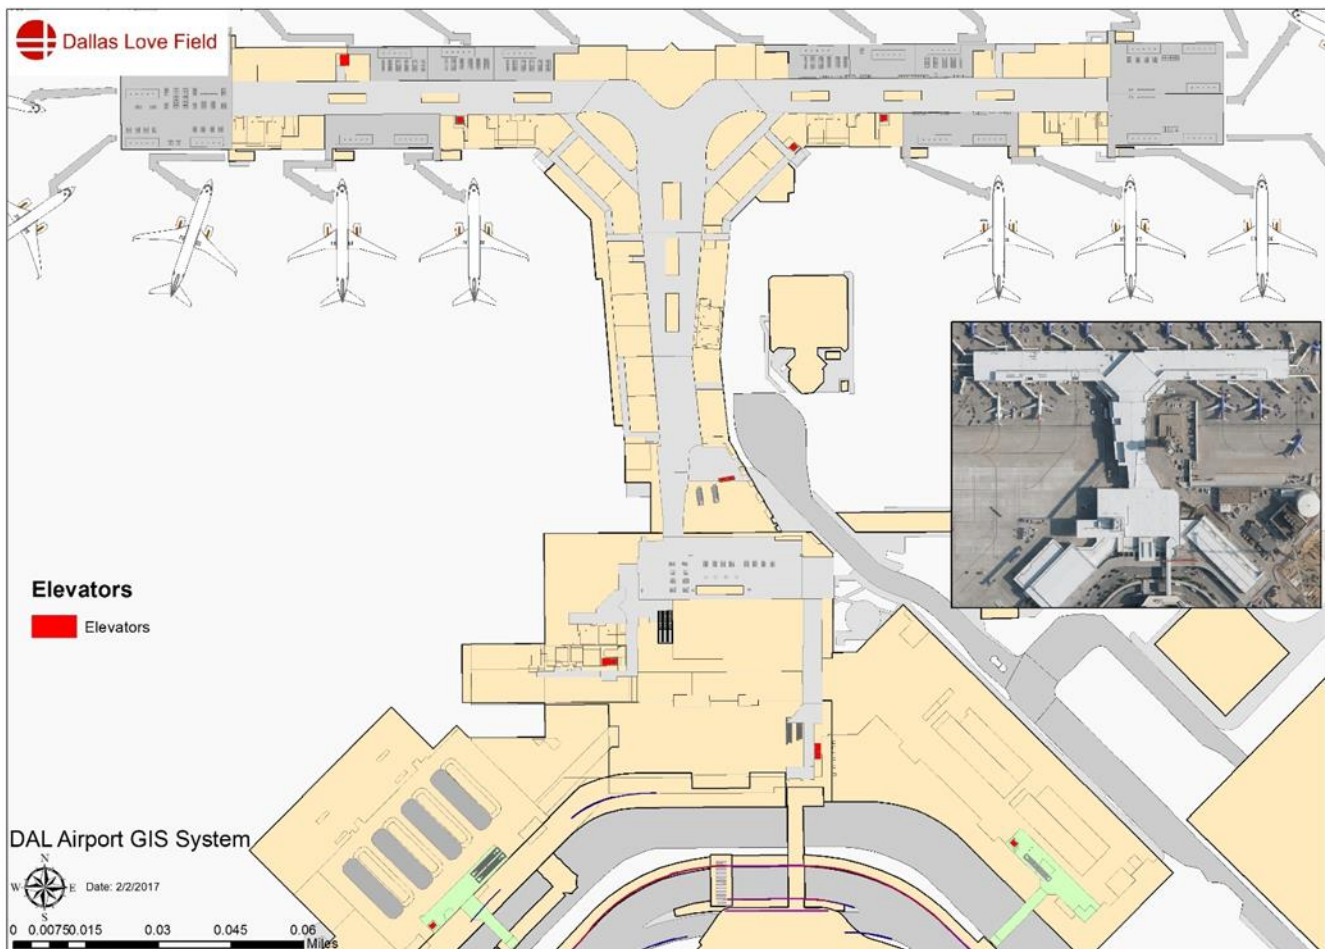 Dallas Love Field
Elevators
Elevators
DAL Airport GIS System
N
W E
S
Date: 2/2/2017
0 0.0075 0.015 0.03 0.045 0.06
Miles